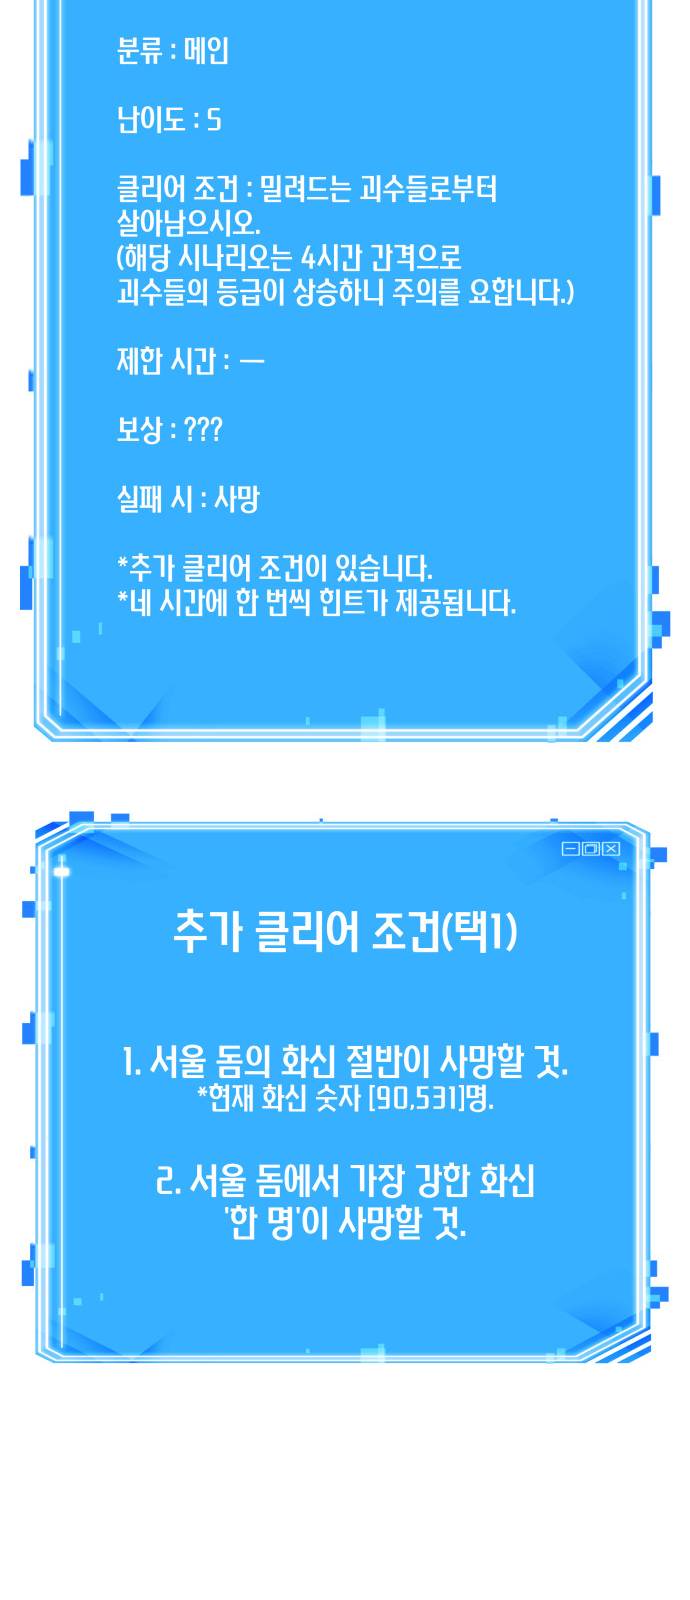 분류 : 메인
난이도 : S
클리어 조건 : 밀려드는 괴수들로부터
살아남으시오.
(해당 시나리오는 4시간 간격으로
괴수들의 등급이 상승하니 주의를 요합니다.)
제한 시간 : ―
보상 : ???
실패 시 : 사망
*추가 클리어 조건이 있습니다.
*네 시간에 한 번씩 힌트가 제공됩니다.
추가 클리어 조건(택1)
1. 서울 돔의 화신 절반이 사망할 것.
*현재 화신 숫자 [90,531]명.
2. 서울 돔에서 가장 강한 화신
'한 명'이 사망할 것.